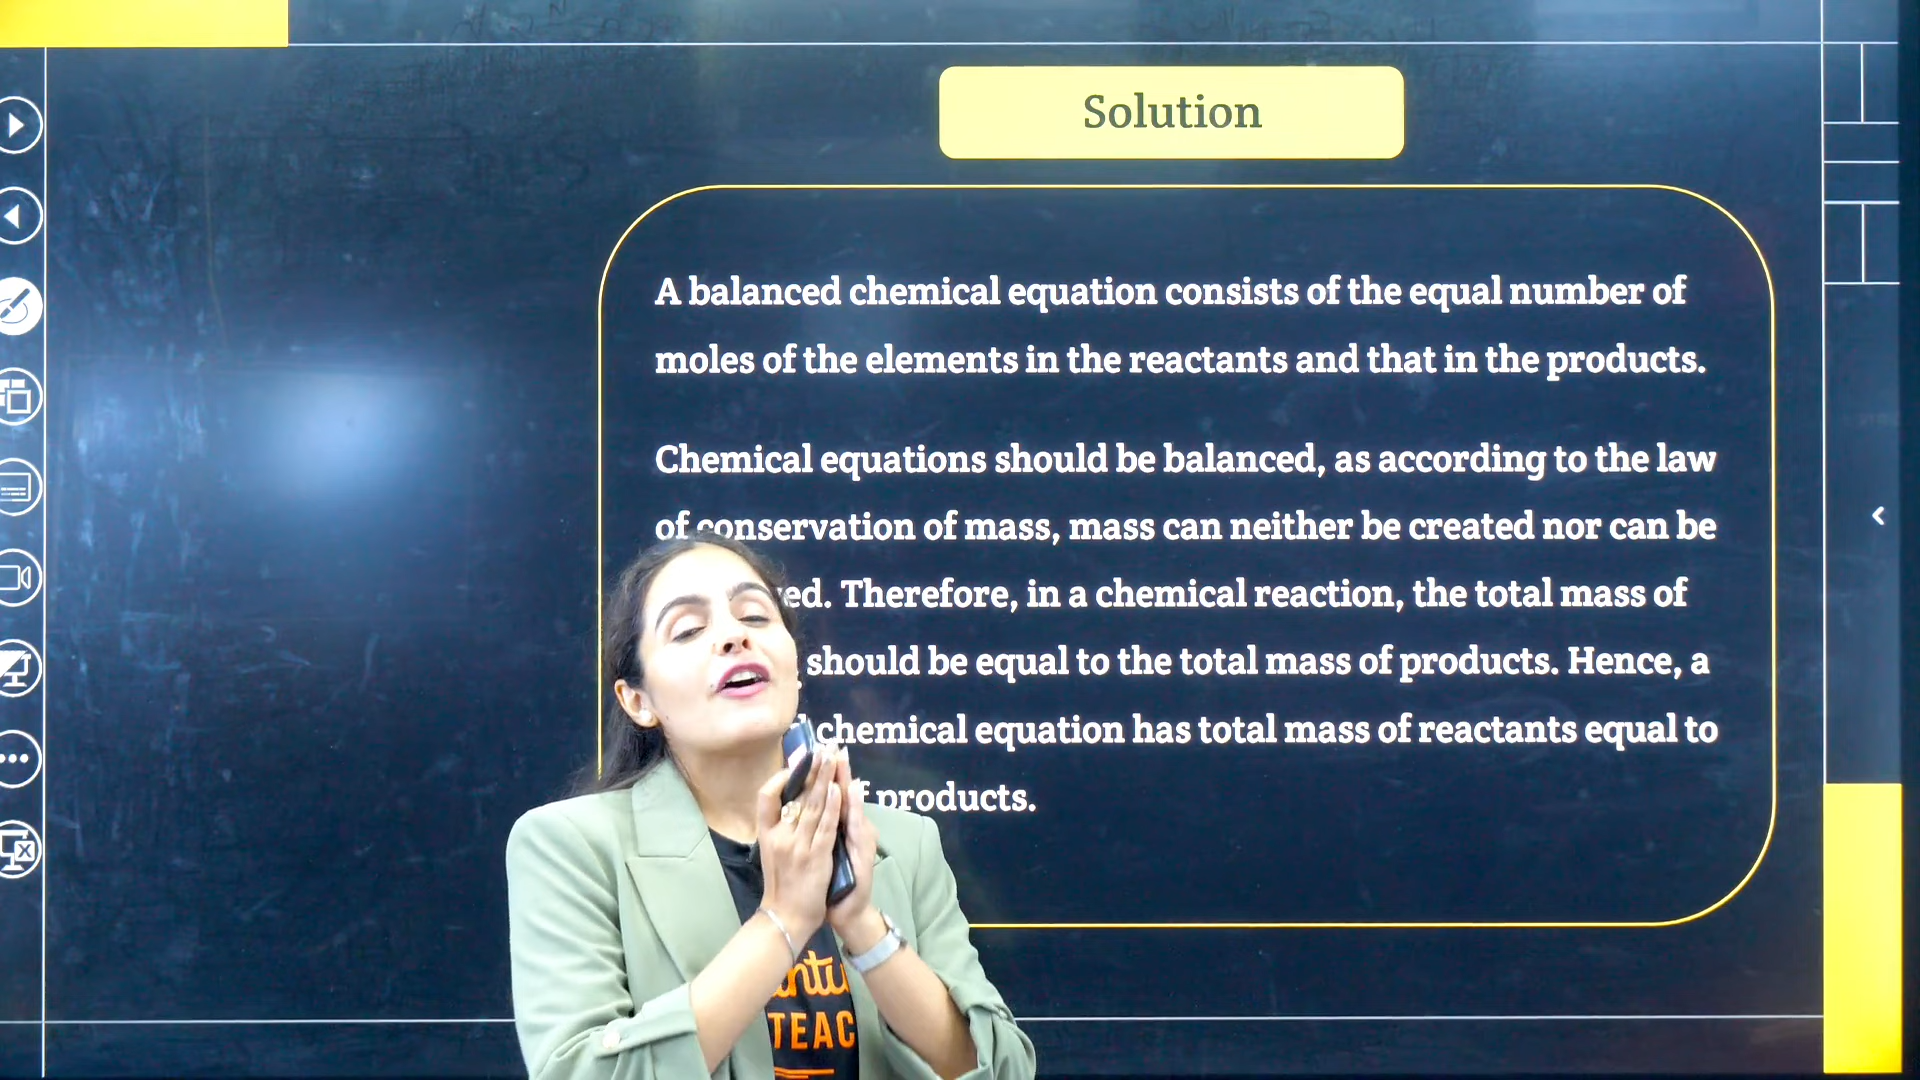 Solution
A balanced chemical equation consists of the equal number of
moles of the elements in the reactants and that in the products.
Chemical equations should be balanced, as according to the law
of conservation of mass, mass can neither be created nor can be
Therefore, in a chemical reaction, the total mass of
should be equal to the total mass of products. Hence, a
chemical equation has total mass of reactants equal to
products.
TEAC